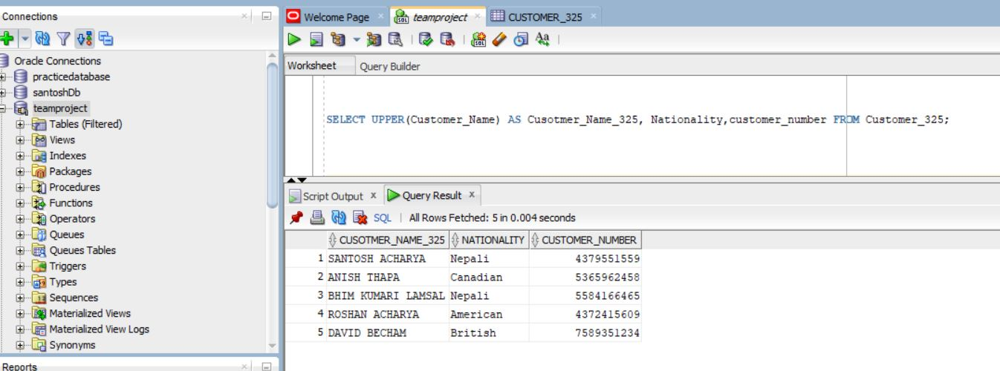 Connections
Oracle Connections
practicedatabase
santoshDb
teamproject
Tables (Filtered)
Views
Indexes
Packages
Procedures
Functions
Operators
Queues
Queues Tables
Triggers
Types
Sequences
Materialized Views
Materialized View Logs
Synonyms
Reports
Welcome Page × teamproject × CUSTOMER_325 ×
Worksheet Query Builder
SELECT UPPER(Customer_Name) AS Cusotmer_Name_325, Nationality,customer_number FROM Customer_325;
Script Output x Query Result x
SQL | All Rows Fetched: 5 in 0.004 seconds
CUSOTMER_NAME_325 NATIONALITY CUSTOMER_NUMBER
1 SANTOSH ACHARYA Nepali 4379551559
2 ANISH THAPA Canadian 5365962458
3 BHIM KUMARI LAMSAL Nepali 5584166465
4 ROSHAN ACHARYA American 4372415609
5 DAVID BECHAM British 7589351234